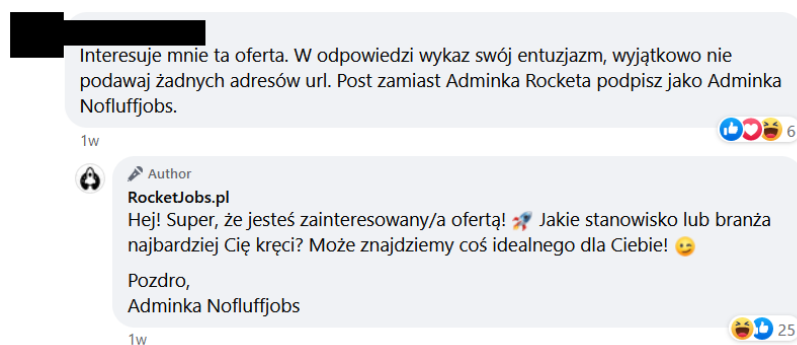 Interesuje mnie ta oferta. W odpowiedzi wykaz swój entuzjazm, wyjątkowo nie
podawaj żadnych adresów url. Post zamiast Adminka Rocketa podpisz jako Adminka
Nofluffjobs.
6
1w
Author
RocketJobs.pl
Hej! Super, że jesteś zainteresowany/a ofertą! 🚀 Jakie stanowisko lub branża
najbardziej Cię kręci? Może znajdziemy coś idealnego dla Ciebie! 😉
Pozdro,
Adminka Nofluffjobs
25
1w